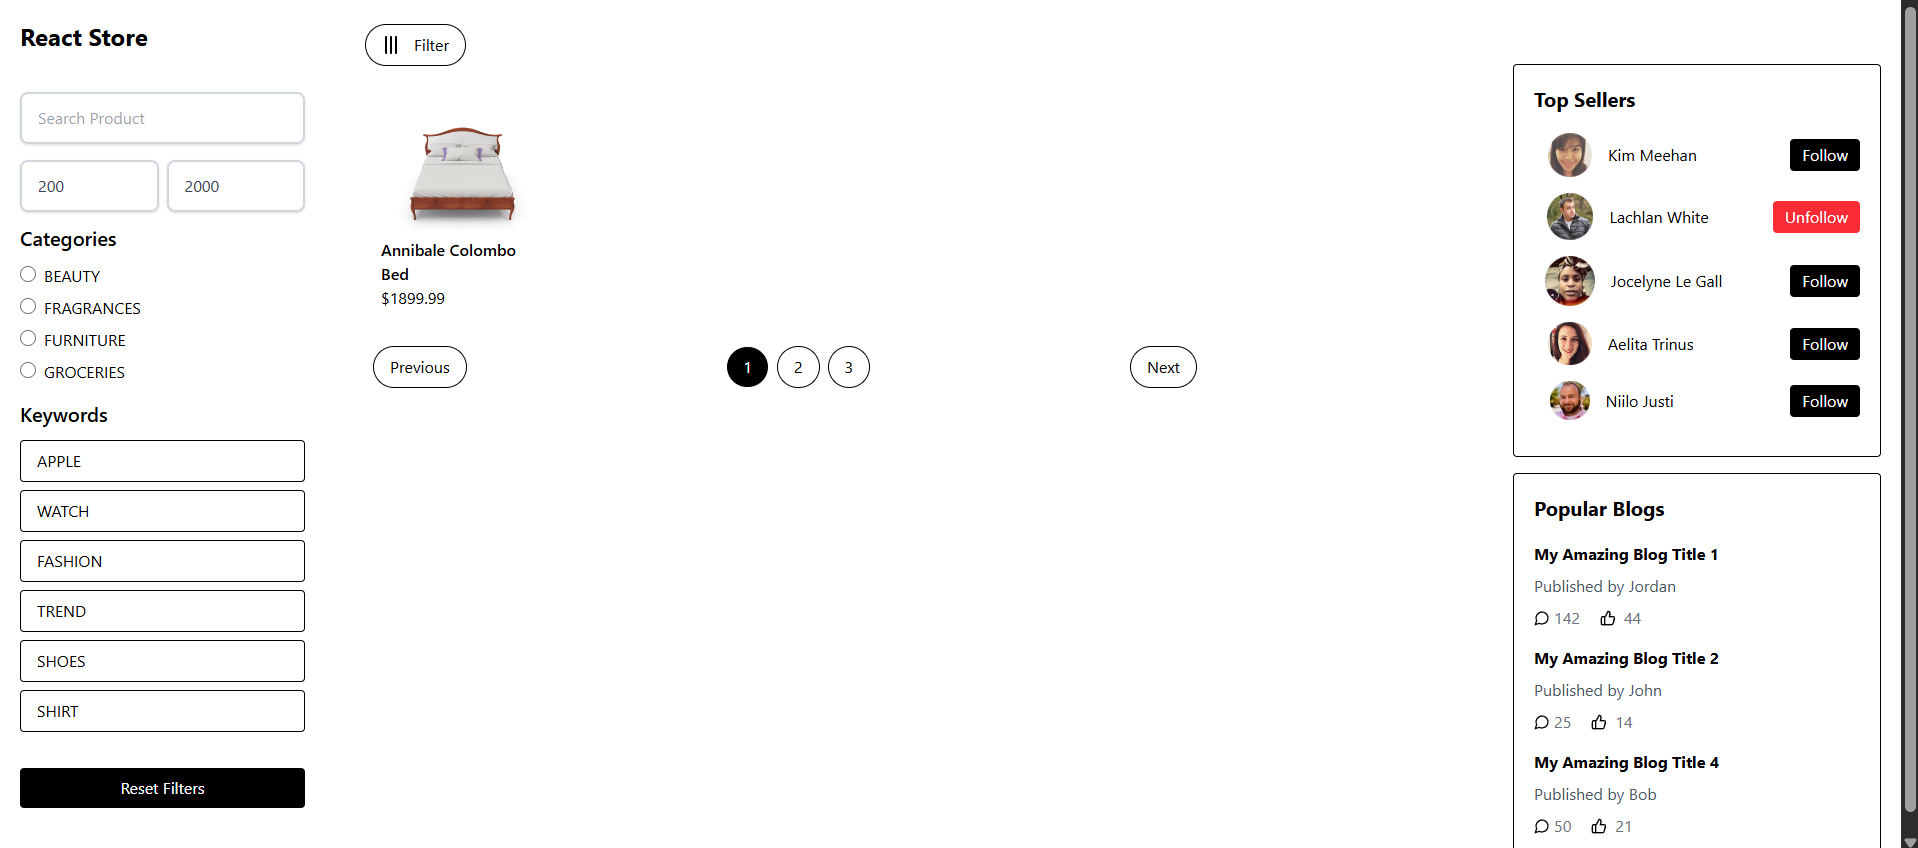 React Store
Search Product
200
2000
Categories
BEAUTY
FRAGRANCES
FURNITURE
GROCERIES
Keywords
APPLE
WATCH
FASHION
TREND
SHOES
SHIRT
Reset Filters
Filter
Annibale Colombo
Bed
$1899.99
Previous
1
2
3
Next
Top Sellers
Kim Meehan
Follow
Lachlan White
Unfollow
Jocelyne Le Gall
Follow
Aelita Trinus
Follow
Niilo Justi
Follow
Popular Blogs
My Amazing Blog Title 1
Published by Jordan
142 44
My Amazing Blog Title 2
Published by John
25 14
My Amazing Blog Title 4
Published by Bob
50 21